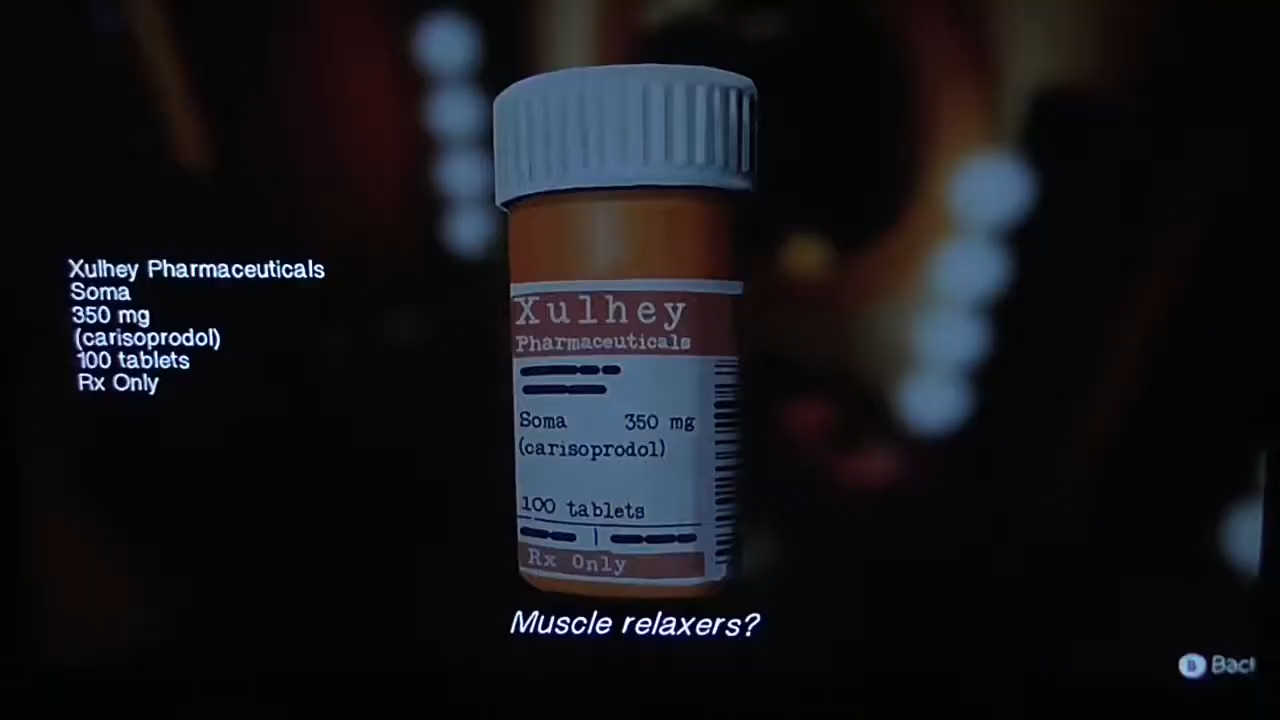 Xulhey Pharmaceuticals
Soma
350 mg
(carisoprodol)
100 tablets
Rx Only
Xulhey
Pharmaceuticals
Soma 350 mg
(carisoprodol)
100 tablets
Rx Only
Muscle relaxers?
B Back